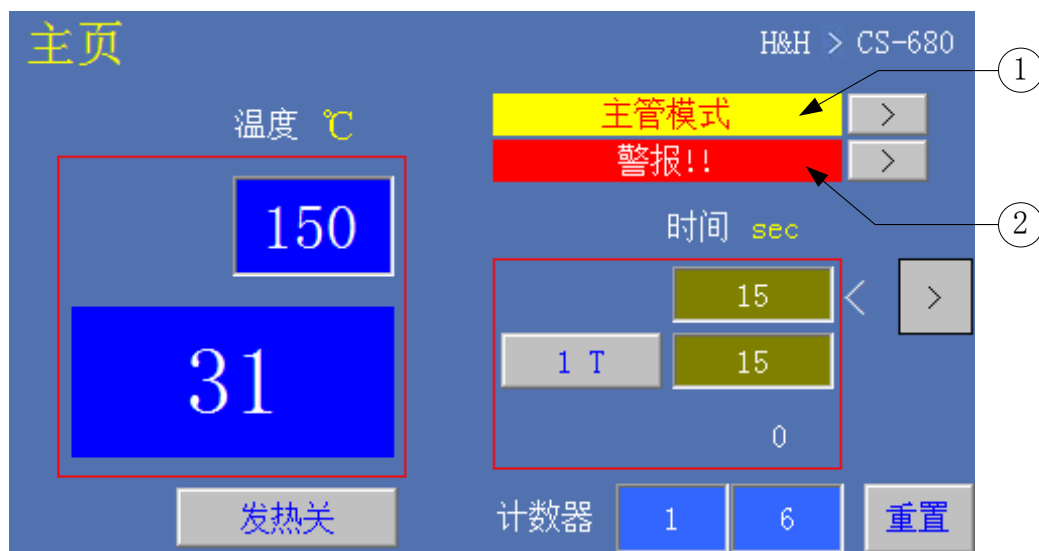 主页
H&H > CS-680
1
温度 ℃
主管模式 >
警报!! >
2
150
时间 sec
15 < >
31
1 T 15
0
发热关
计数器 1 6 重置